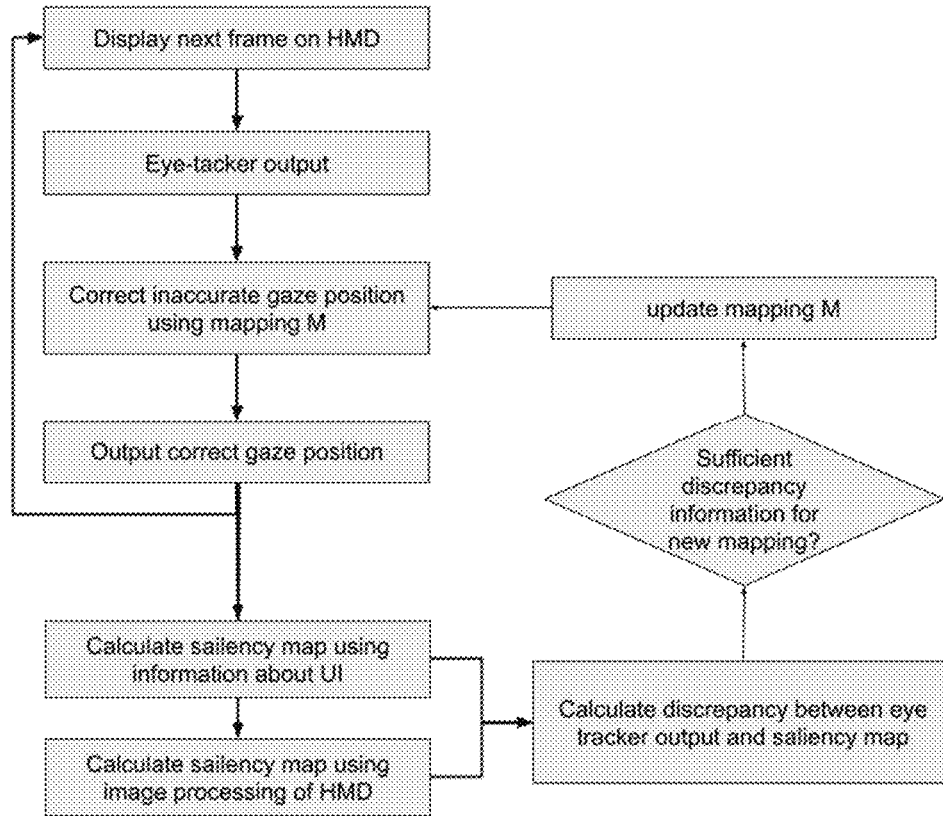 Display next frame on HMD
Eye-tacker output
Correct inaccurate gaze position
using mapping M
update mapping M
Output correct gaze position
Sufficient
discrepancy
information for
new mapping?
Calculate sailency map using
information about UI
Calculate discrepancy between eye
tracker output and saliency map
Calculate sailency map using
image processing of HMD